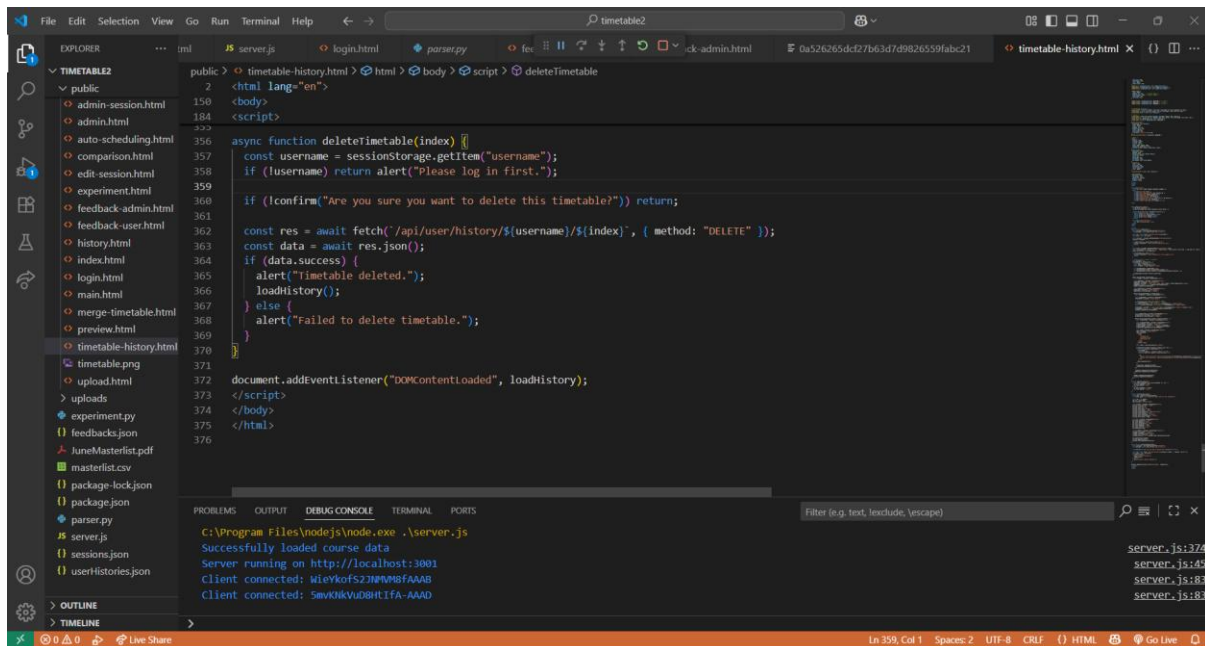 File Edit Selection View Go Run Terminal Help timetable2
EXPLORER
TIMETABLE2
public
admin-session.html
admin.html
auto-scheduling.html
comparison.html
edit-session.html
experiment.html
feedback-admin.html
feedback-user.html
history.html
index.html
login.html
main.html
merge-timetable.html
preview.html
timetable-history.html
timetable.png
upload.html
uploads
experiment.py
feedbacks.json
JuneMasterlist.pdf
masterlist.csv
package-lock.json
package.json
parser.py
server.js
sessions.json
userHistories.json
OUTLINE
TIMELINE
tml JS server.js login.html parser.py fee ck-admin.html 0a526265dcf27b63d7d9826559fabc21 timetable-history.html
public > timetable-history.html > html > body > script > deleteTimetable
2 <html lang="en">
150 <body>
184 <script>
355
356 async function deleteTimetable(index) {
357 const username = sessionStorage.getItem("username");
358 if (!username) return alert("Please log in first.");
359
360 if (!confirm("Are you sure you want to delete this timetable?")) return;
361
362 const res = await fetch(`/api/user/history/${username}/${index}`, { method: "DELETE" });
363 const data = await res.json();
364 if (data.success) {
365 alert("Timetable deleted.");
366 loadHistory();
367 } else {
368 alert("Failed to delete timetable.");
369 }
370 }
371
372 document.addEventListener("DOMContentLoaded", loadHistory);
373 </script>
374 </body>
375 </html>
376
PROBLEMS OUTPUT DEBUG CONSOLE TERMINAL PORTS Filter (e.g. text, !exclude, \escape)
C:\Program Files\nodejs\node.exe .\server.js
Successfully loaded course data server.js:374
Server running on http://localhost:3001 server.js:45
Client connected: server.js:83
Client connected: server.js:83
0 0 Live Share Ln 359, Col 1 Spaces: 2 UTF-8 CRLF {} HTML Go Live